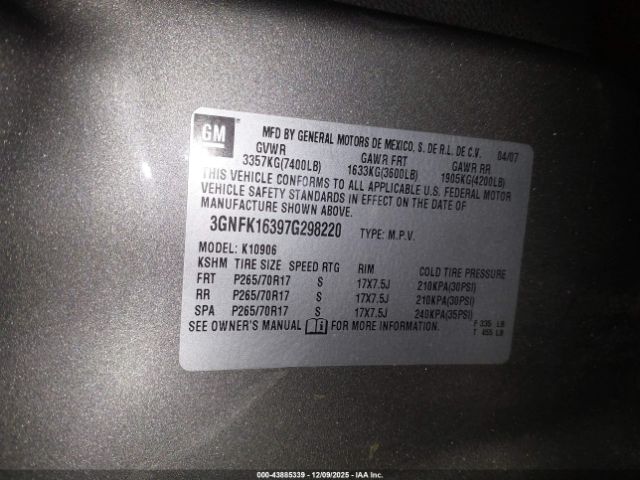 GM
MFD BY GENERAL MOTORS DE MEXICO, S. DE R.L. DE C.V. 04/07
GVWR GAWR FRT GAWR RR
3357KG(7400LB) 1633KG(3600LB) 1905KG(4200LB)
THIS VEHICLE CONFORMS TO ALL APPLICABLE U.S. FEDERAL MOTOR
VEHICLE SAFETY STANDARDS IN EFFECT ON THE DATE OF
MANUFACTURE SHOWN ABOVE.
3GNFK16397G298220 TYPE: M.P.V.
MODEL: K10906
KSHM TIRE SIZE SPEED RTG RIM COLD TIRE PRESSURE
FRT P265/70R17 S 17X7.5J 210KPA(30PSI)
RR P265/70R17 S 17X7.5J 210KPA(30PSI)
SPA P265/70R17 S 17X7.5J 240KPA(35PSI)
SEE OWNER'S MANUAL i FOR MORE INFORMATION.
F 335 LB
T 455 LB
000-43885339 - 12/09/2025 - IAA Inc.